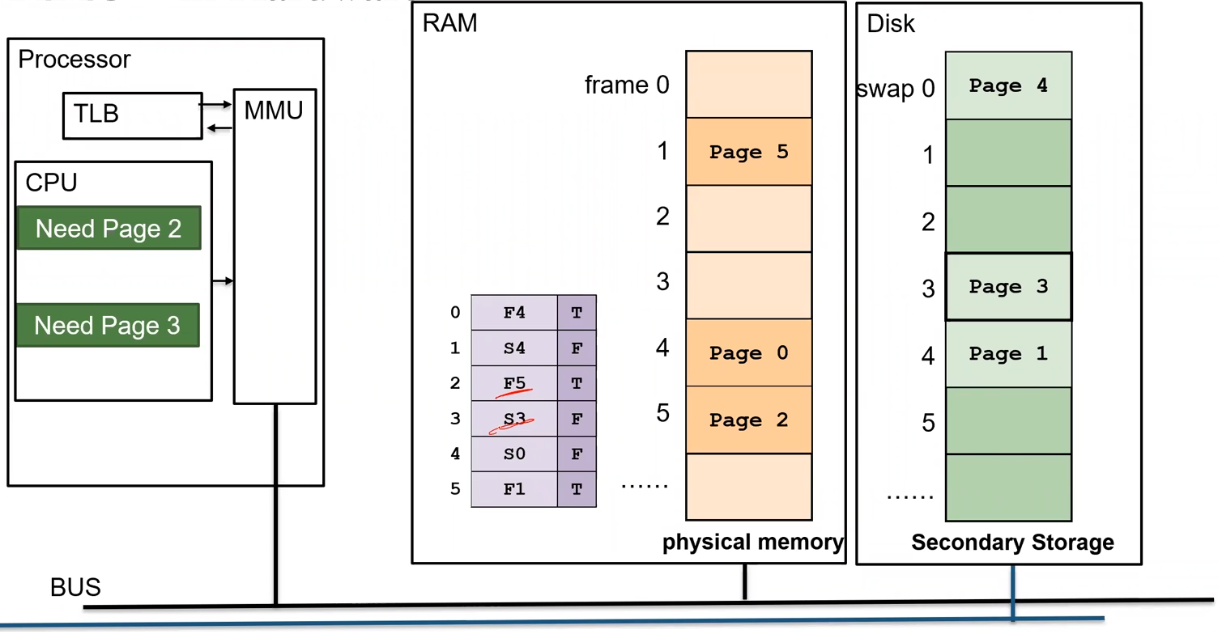 Processor
TLB
MMU
CPU
Need Page 2
Need Page 3
BUS
RAM
0 F4 T
1 S4 F
2 F5 T
3 S3 F
4 S0 F
5 F1 T
frame 0
1 Page 5
2
3
4 Page 0
5 Page 2
......
physical memory
Disk
swap 0 Page 4
1
2
3 Page 3
4 Page 1
5
......
Secondary Storage